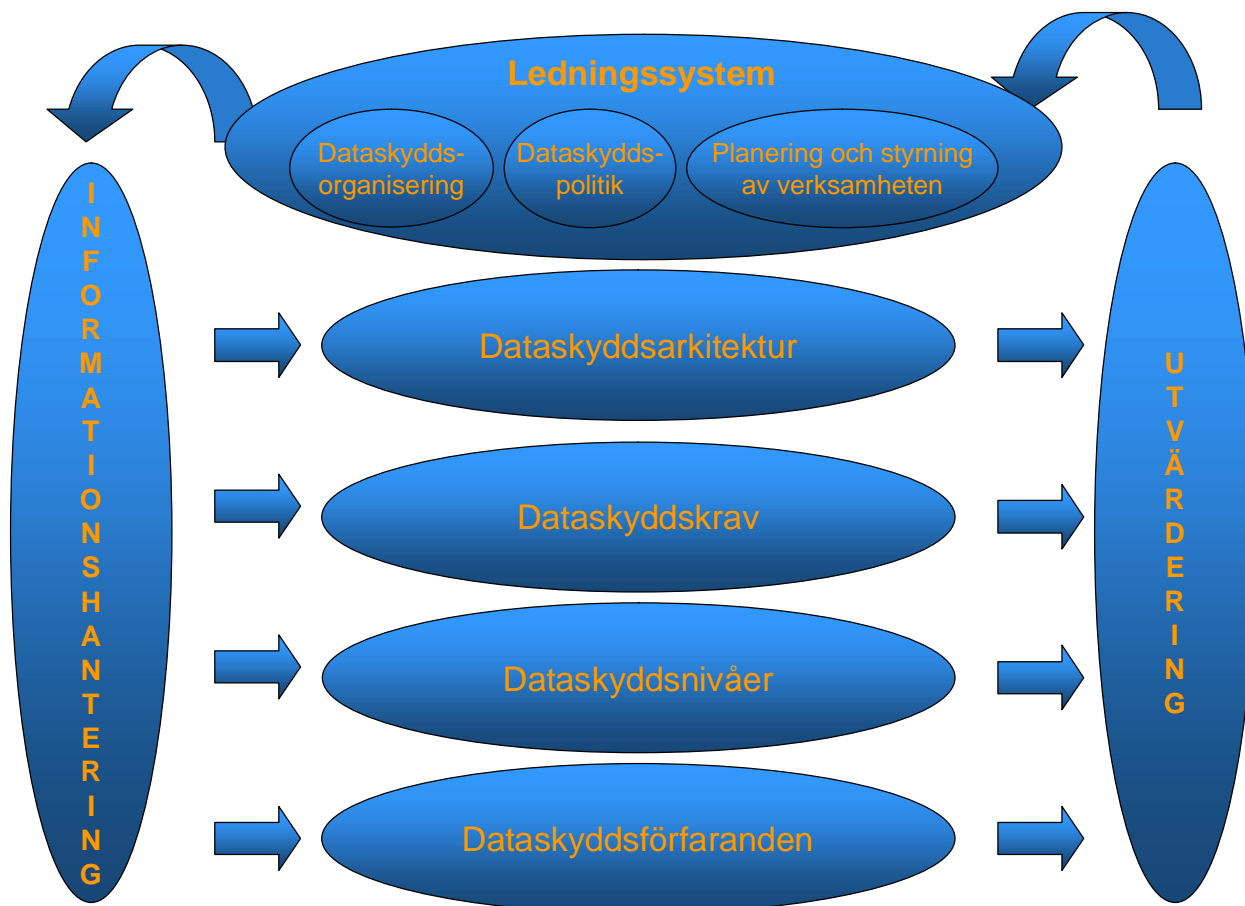 Ledningssystem
Dataskydds-
organisering
Dataskydds-
politik
Planering och styrning
av verksamheten
INFORMATIONSHANTERING
Dataskyddsarkitektur
Dataskyddskrav
Dataskyddsnivåer
Dataskyddsförfaranden
UTVÄRDERING